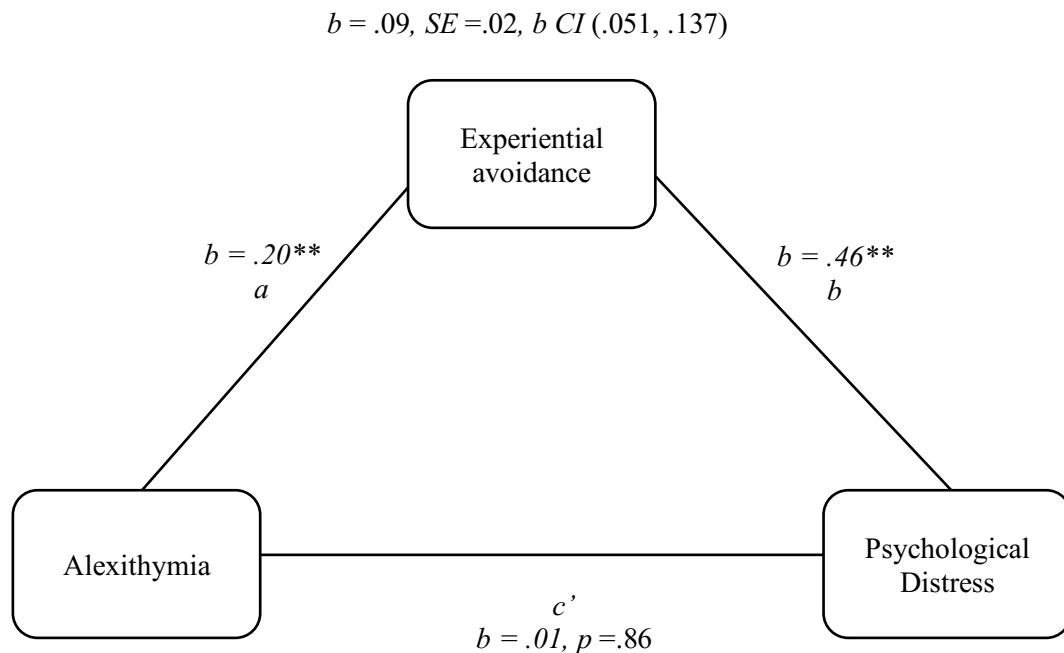 b = .09, SE =.02, b CI (.051, .137)
Experiential
avoidance
b = .20**
a
b = .46**
b
Alexithymia
Psychological
Distress
c’
b = .01, p =.86